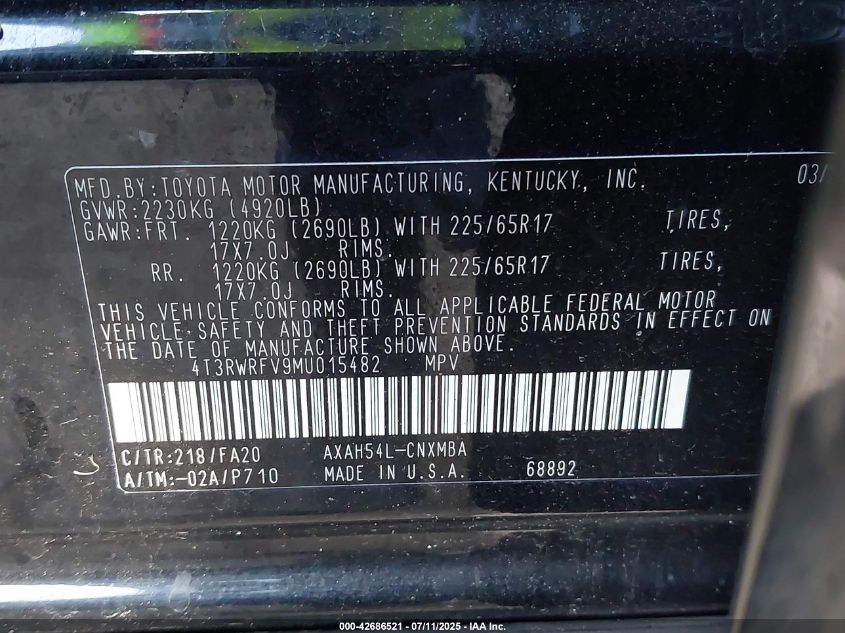 MFD.BY:TOYOTA MOTOR MANUFACTURING, KENTUCKY, INC. 03/
GVWR:2230KG (4920LB)
GAWR:FRT. 1220KG (2690LB) WITH 225/65R17 TIRES,
17X7.0J RIMS.
RR. 1220KG (2690LB) WITH 225/65R17 TIRES,
17X7.0J RIMS.
THIS VEHICLE CONFORMS TO ALL APPLICABLE FEDERAL MOTOR
VEHICLE SAFETY AND THEFT PREVENTION STANDARDS IN EFFECT ON
THE DATE OF MANUFACTURE SHOWN ABOVE.
4T3RWRFV9MU015482 MPV
C/TR:218/FA20 AXAH54L-CNXMBA
A/TM:-02A/P710 MADE IN U.S.A. 68892
000-42686521 - 07/11/2025 - IAA Inc.